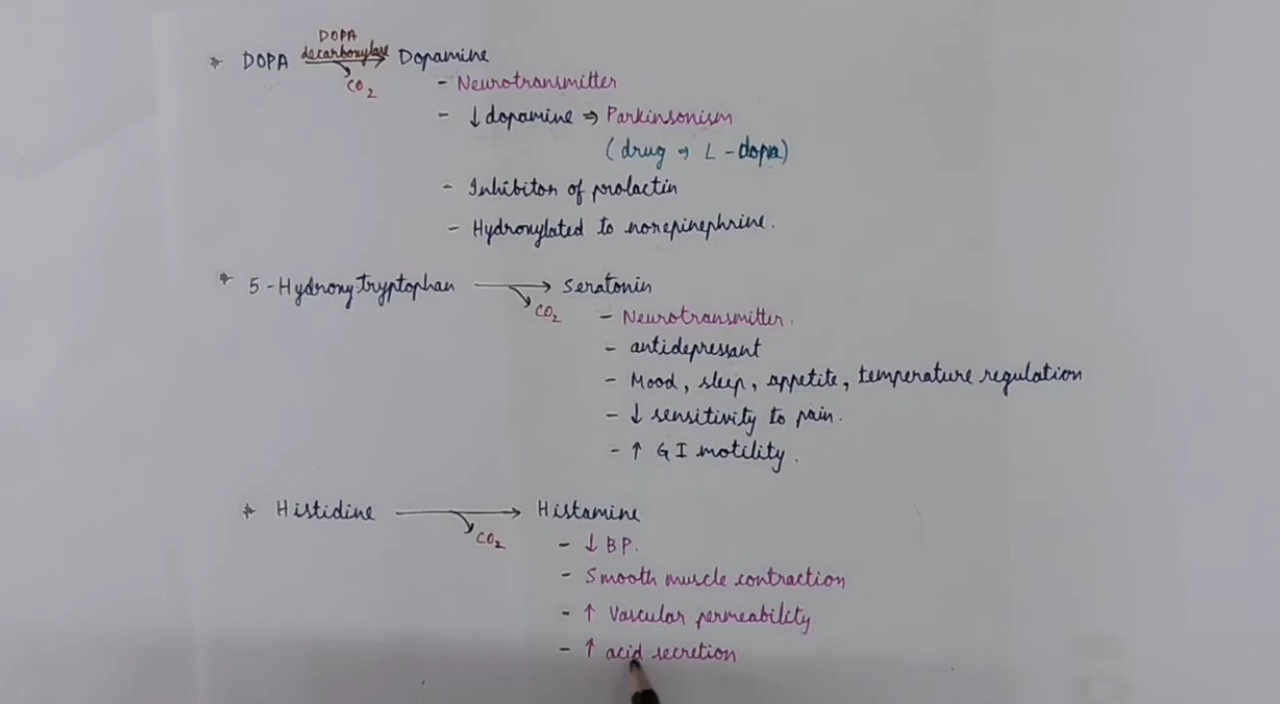 * DOPA DOPA decarboxylase → Dopamine
CO2
- Neurotransmitter
- ↓ dopamine ⇒ Parkinsonism
(drug → L-dopa)
- Inhibitor of prolactin
- Hydroxylated to norepinephrine.
* 5-Hydroxytryptophan → Seratonin
CO2
- Neurotransmitter.
- antidepressant
- Mood, sleep, appetite, temperature regulation
- ↓ sensitivity to pain.
- ↑ GI motility.
* Histidine → Histamine
CO2
- ↓ BP.
- Smooth muscle contraction
- ↑ Vascular permeability
- ↑ acid secretion